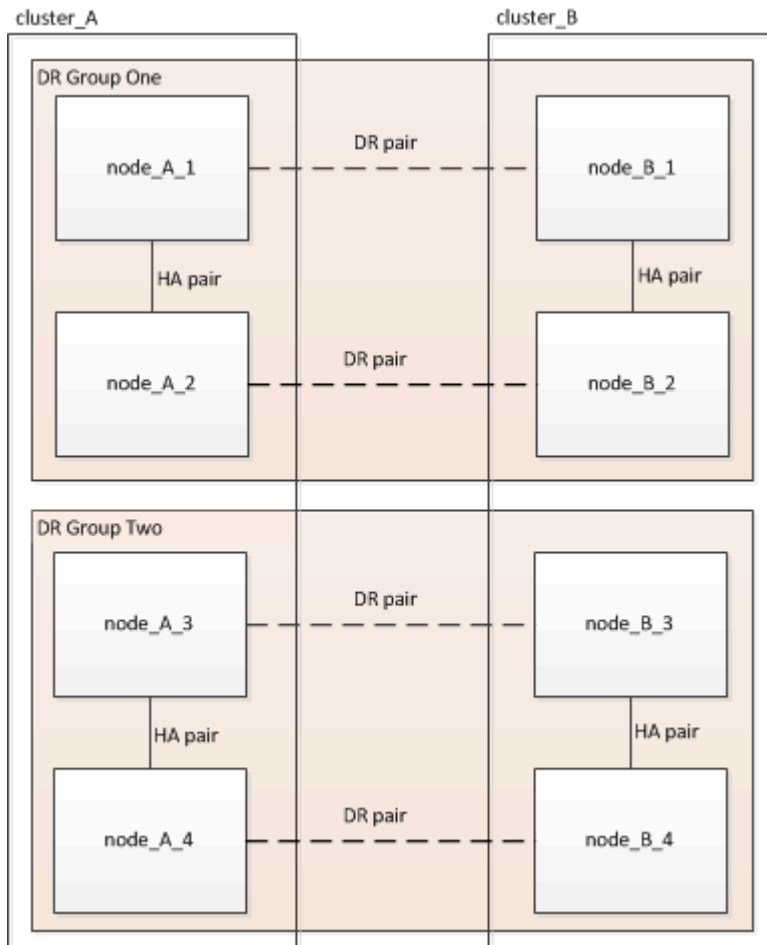 cluster_A
cluster_B
DR Group One
node_A_1
DR pair
node_B_1
HA pair
HA pair
node_A_2
DR pair
node_B_2
DR Group Two
node_A_3
DR pair
node_B_3
HA pair
HA pair
node_A_4
DR pair
node_B_4